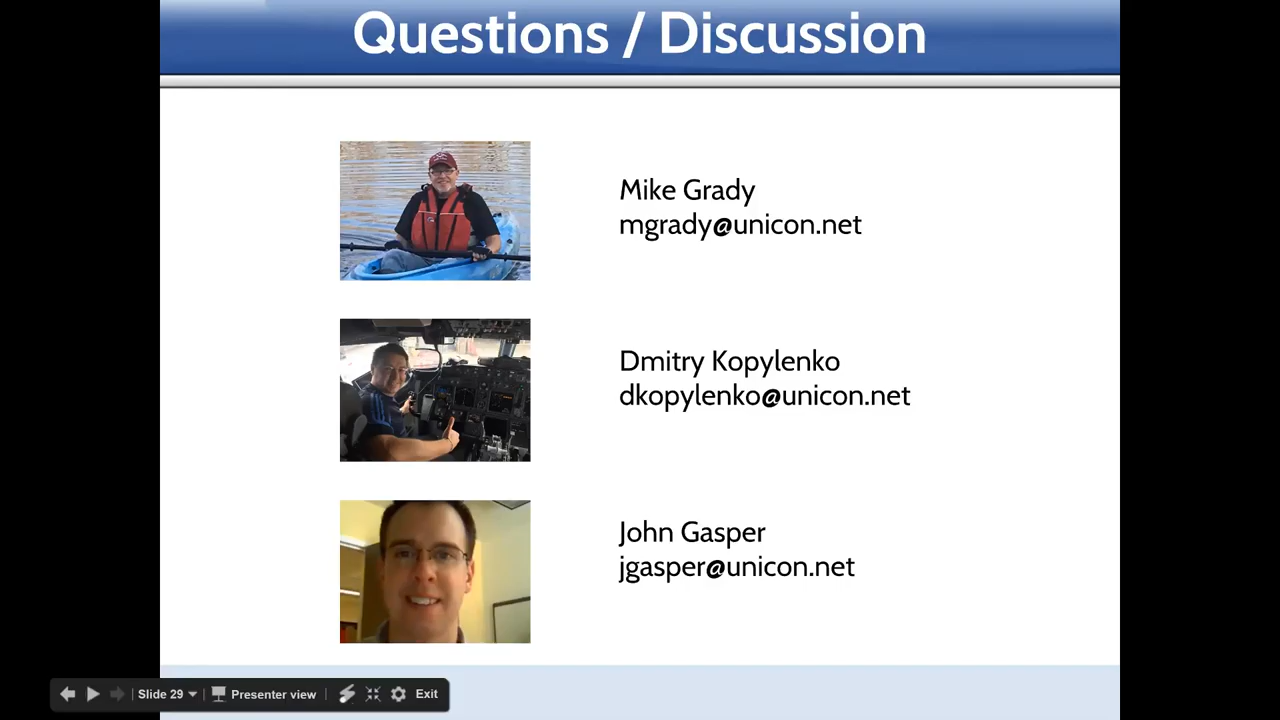 Questions / Discussion
Mike Grady
mgrady@unicon.net
Dmitry Kopylenko
dkopylenko@unicon.net
John Gasper
jgasper@unicon.net
Slide 29
Presenter view
Exit